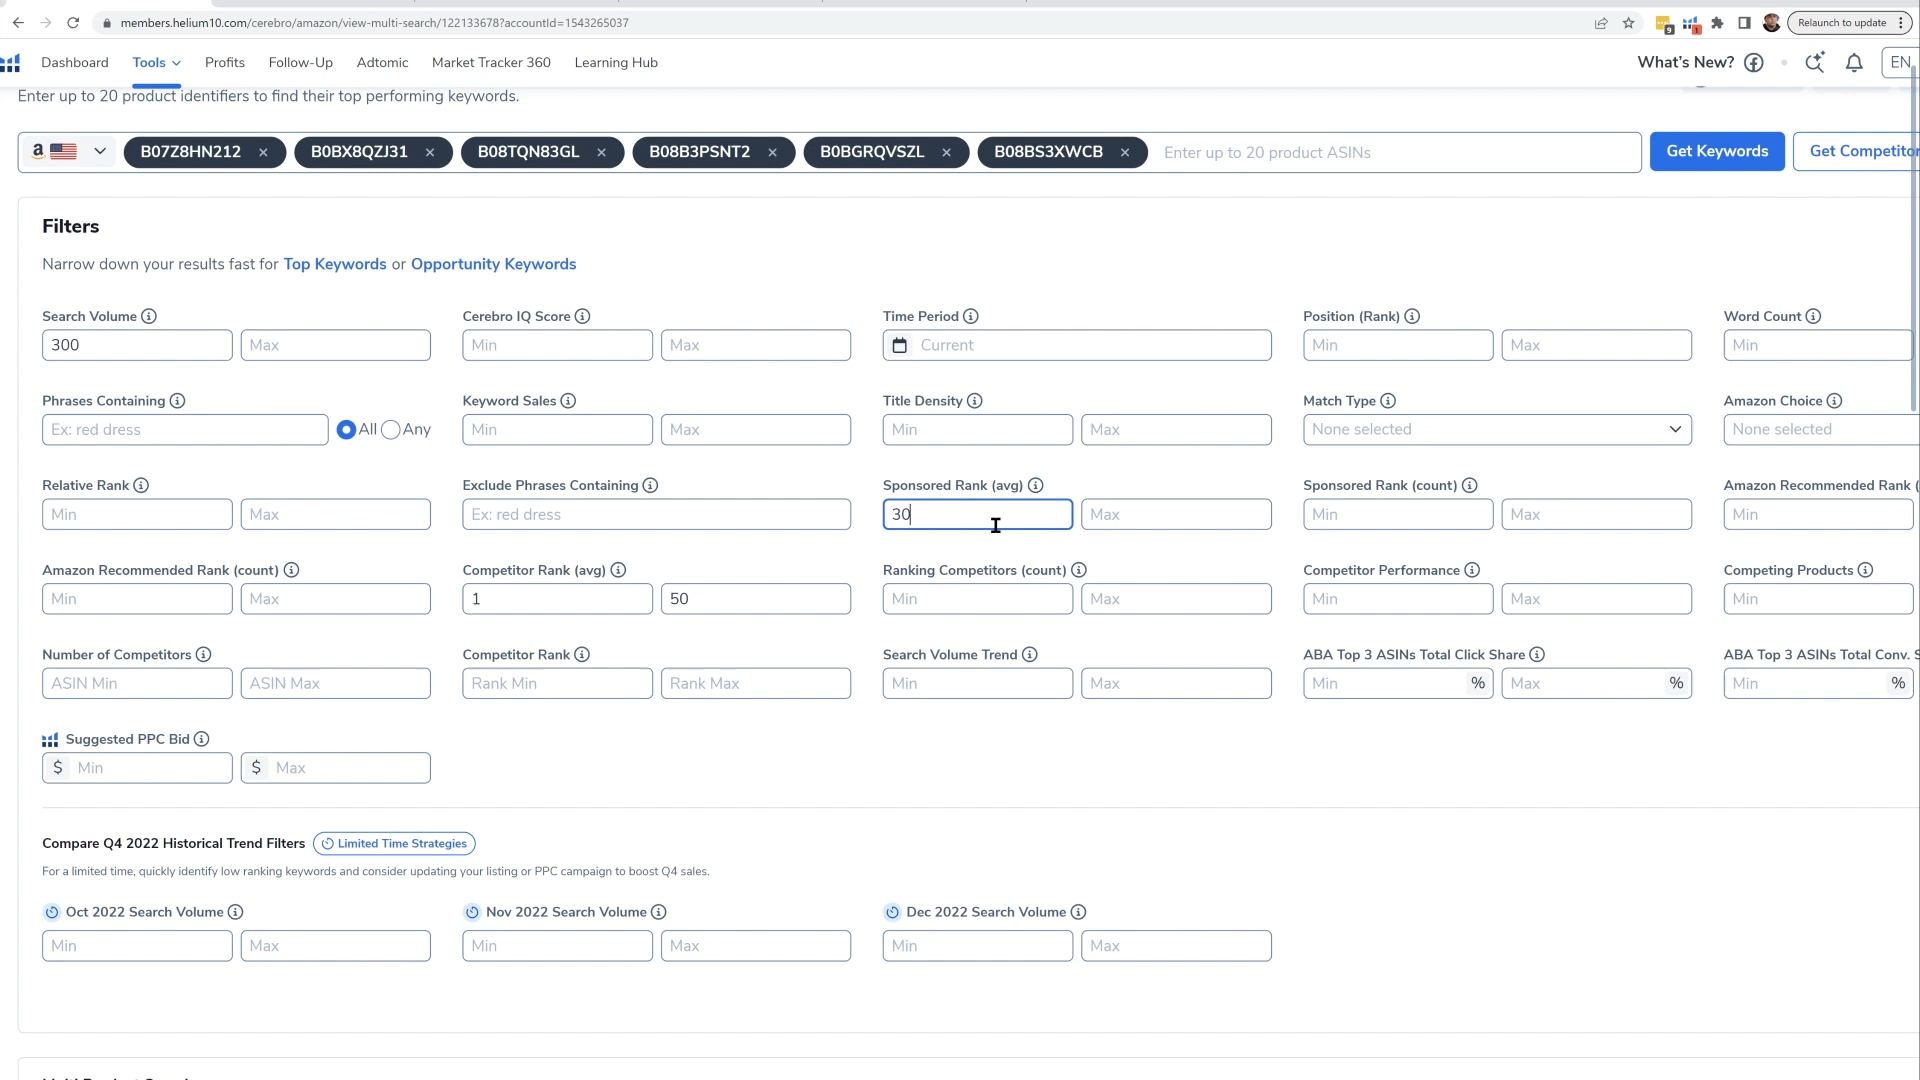 members.helium10.com/cerebro/amazon/view-multi-search/122133678?accountId=1543265037
9
1
Relaunch to update
Dashboard
Tools
Profits
Follow-Up
Adtomic
Market Tracker 360
Learning Hub
What's New?
EN
Enter up to 20 product identifiers to find their top performing keywords.
a
B07Z8HN212
B0BX8QZJ31
B08TQN83GL
B08B3PSNT2
B0BGRQVSZL
B08BS3XWCB
Enter up to 20 product ASINs
Get Keywords
Get Competitor
Filters
Narrow down your results fast for Top Keywords or Opportunity Keywords
Search Volume
Cerebro IQ Score
Time Period
Position (Rank)
Word Count
300
Max
Min
Max
Current
Min
Max
Min
Phrases Containing
Keyword Sales
Title Density
Match Type
Amazon Choice
Ex: red dress
All
Any
Min
Max
Min
Max
None selected
None selected
Relative Rank
Exclude Phrases Containing
Sponsored Rank (avg)
Sponsored Rank (count)
Amazon Recommended Rank (
Min
Max
Ex: red dress
30
Max
Min
Max
Min
Amazon Recommended Rank (count)
Competitor Rank (avg)
Ranking Competitors (count)
Competitor Performance
Competing Products
Min
Max
1
50
Min
Max
Min
Max
Min
Number of Competitors
Competitor Rank
Search Volume Trend
ABA Top 3 ASINs Total Click Share
ABA Top 3 ASINs Total Conv. S
ASIN Min
ASIN Max
Rank Min
Rank Max
Min
Max
Min %
Max %
Min %
Suggested PPC Bid
$ Min
$ Max
Compare Q4 2022 Historical Trend Filters
Limited Time Strategies
For a limited time, quickly identify low ranking keywords and consider updating your listing or PPC campaign to boost Q4 sales.
Oct 2022 Search Volume
Nov 2022 Search Volume
Dec 2022 Search Volume
Min
Max
Min
Max
Min
Max